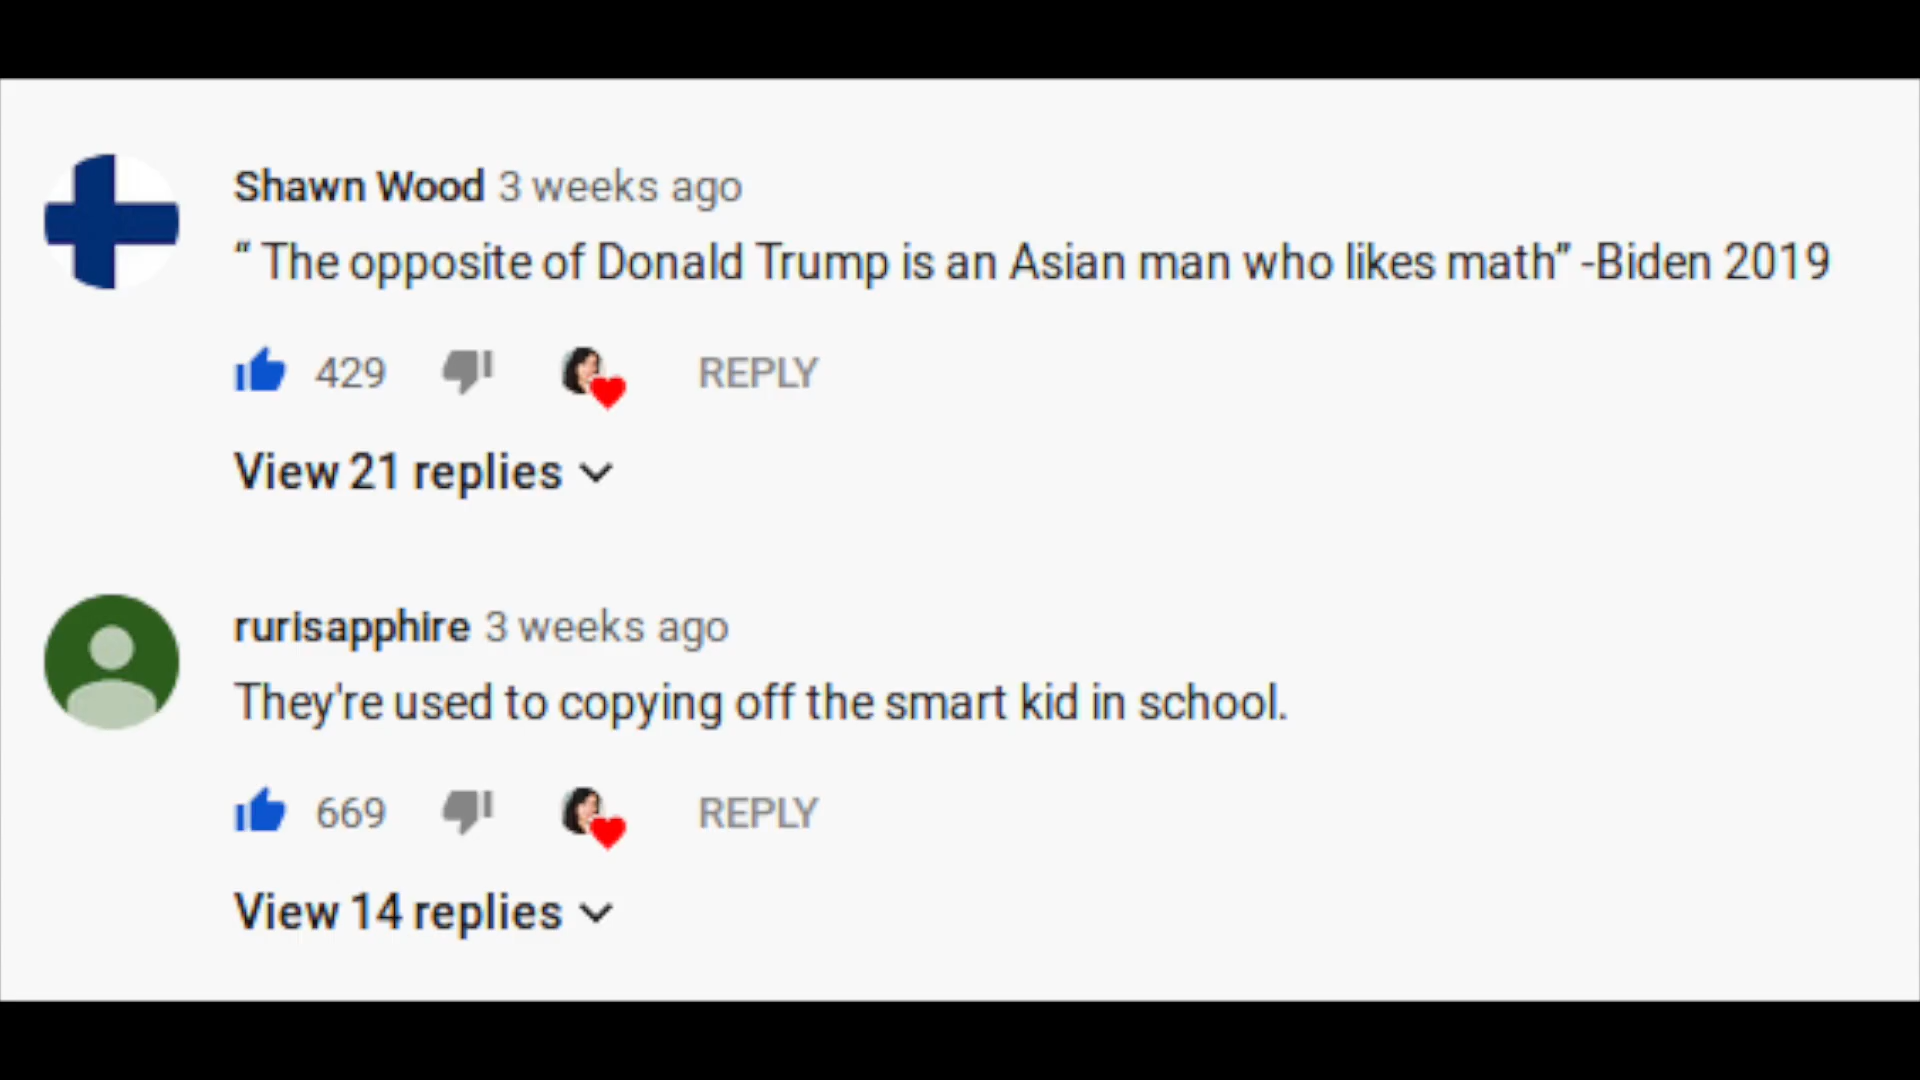 Shawn Wood 3 weeks ago
“ The opposite of Donald Trump is an Asian man who likes math” -Biden 2019
429 REPLY
View 21 replies
rurisapphire 3 weeks ago
They're used to copying off the smart kid in school.
669 REPLY
View 14 replies